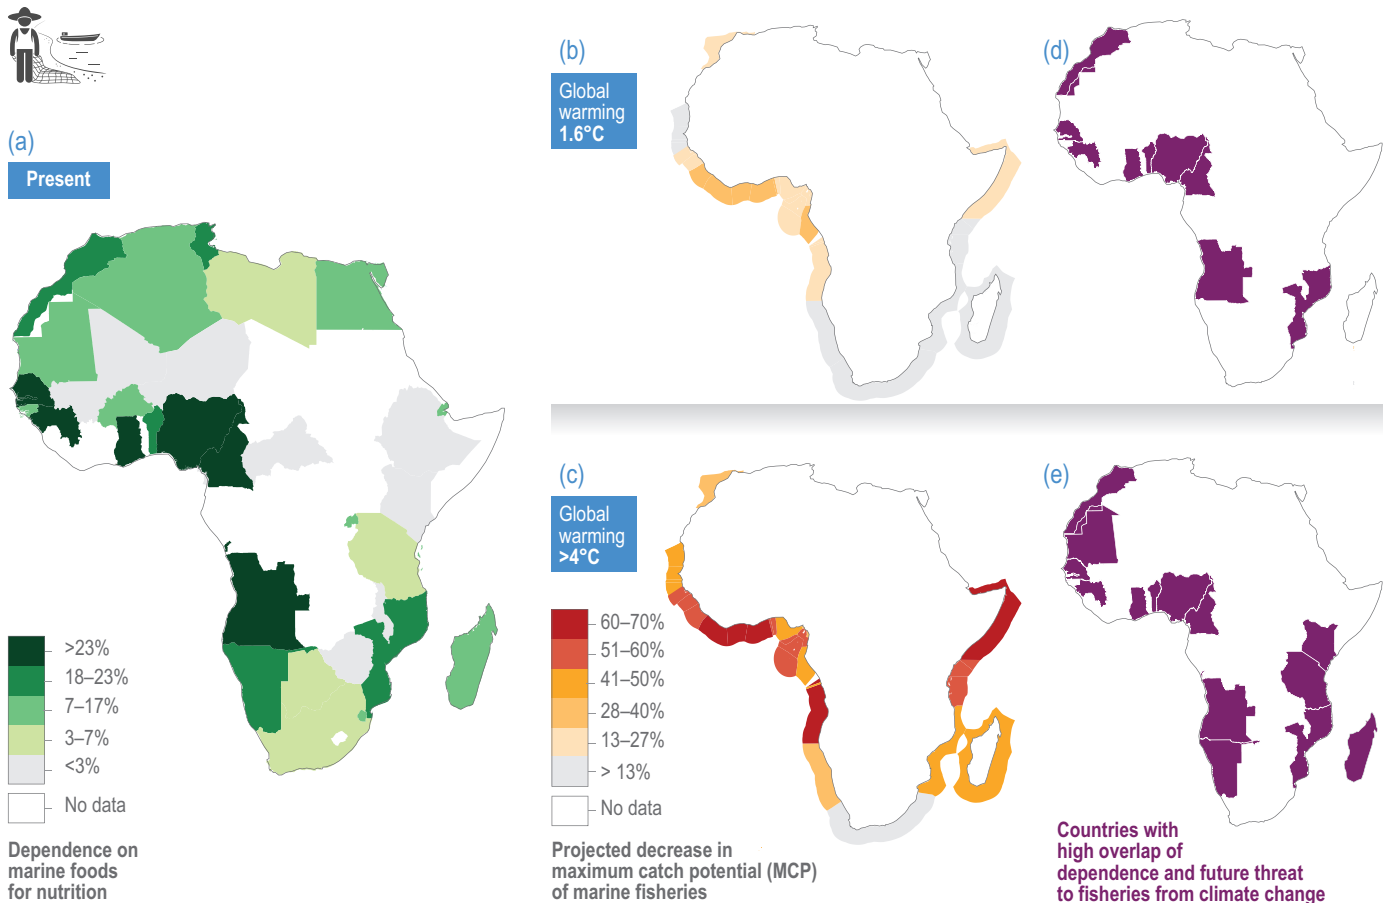 (a)
Present
>23%
18–23%
7–17%
3–7%
<3%
No data
Dependence on
marine foods
for nutrition
(b)
Global
warming
1.6°C
(c)
Global
warming
>4°C
60–70%
51–60%
41–50%
28–40%
13–27%
> 13%
No data
Projected decrease in
maximum catch potential (MCP)
of marine fisheries
(d)
(e)
Countries with
high overlap of
dependence and future threat
to fisheries from climate change